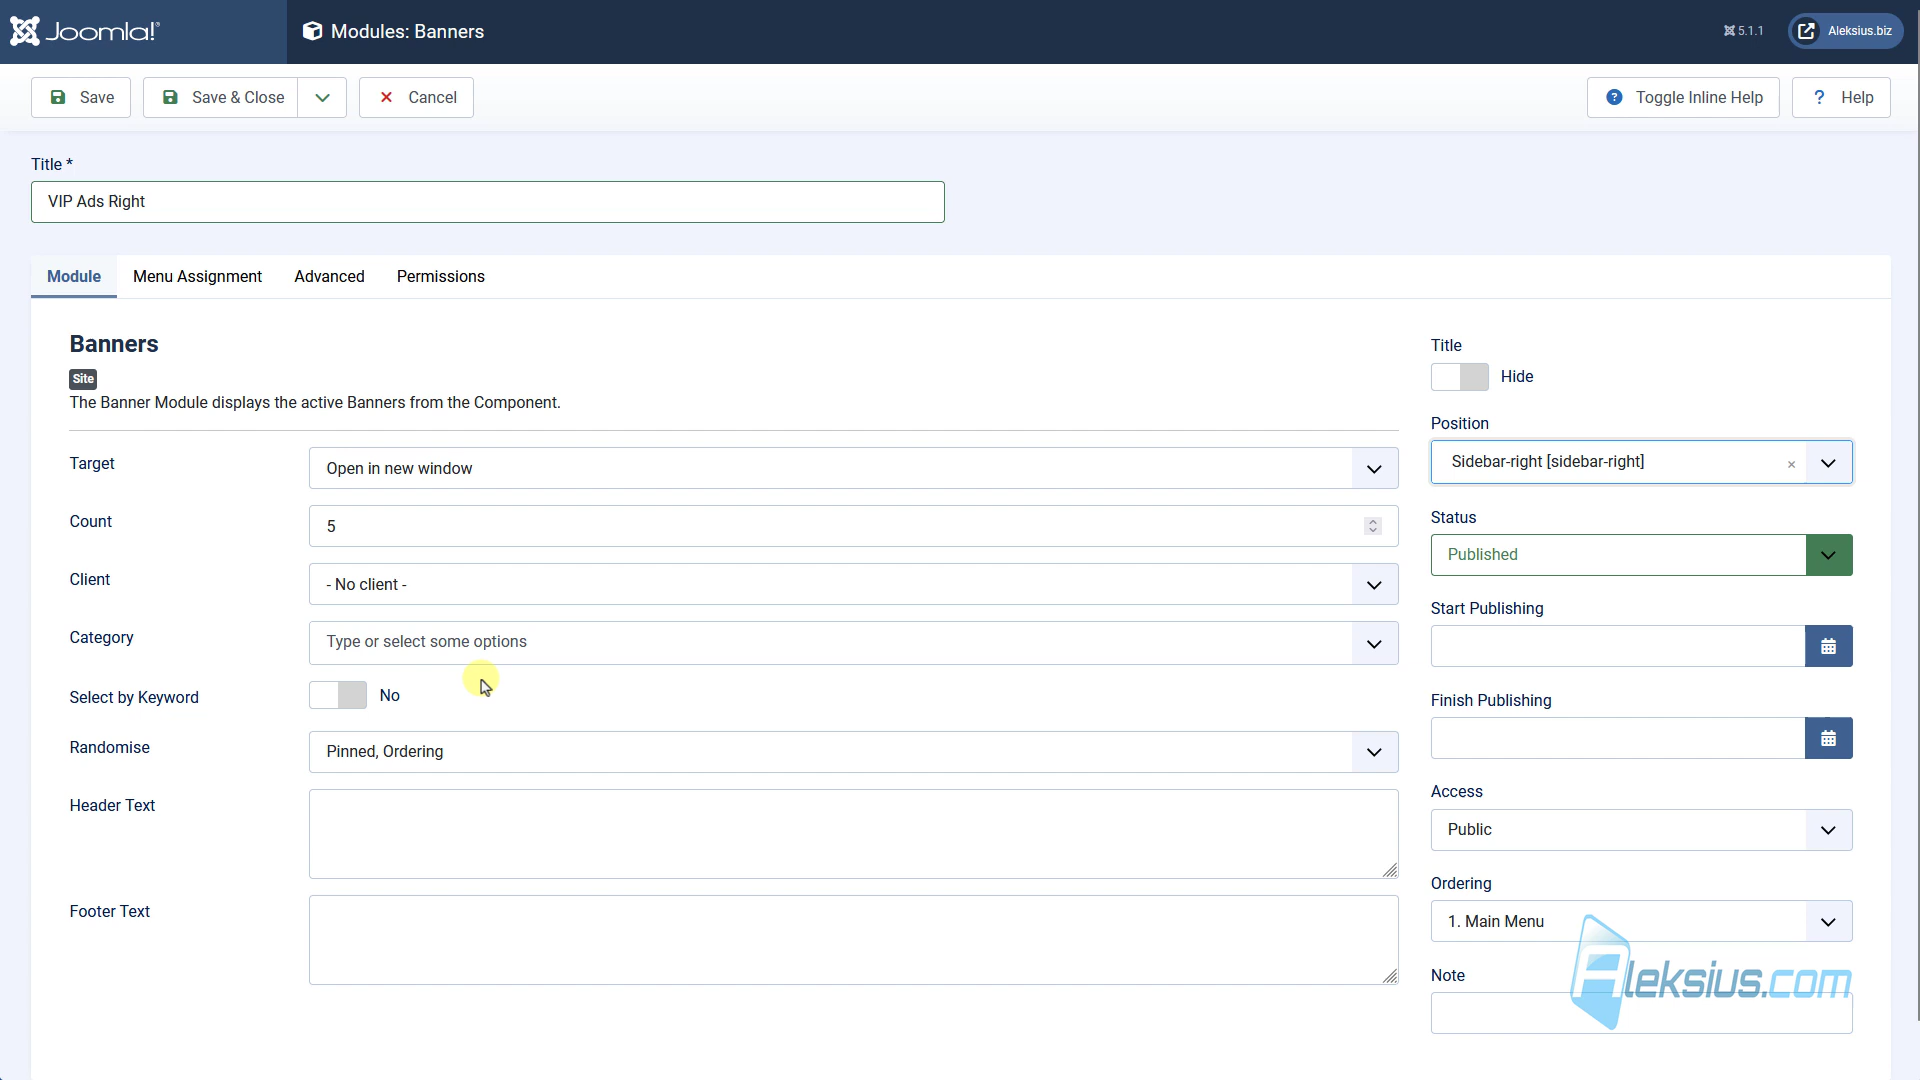 Joomla!®
Modules: Banners
5.1.1
Aleksius.biz
Save
Save & Close
Cancel
Toggle Inline Help
Help
Title *
VIP Ads Right
Module
Menu Assignment
Advanced
Permissions
Banners
Site
The Banner Module displays the active Banners from the Component.
Target
Open in new window
Count
5
Client
- No client -
Category
Type or select some options
Select by Keyword
No
Randomise
Pinned, Ordering
Header Text
Footer Text
Title
Hide
Position
Sidebar-right [sidebar-right]
Status
Published
Start Publishing
Finish Publishing
Access
Public
Ordering
1. Main Menu
Note
Aleksius.com